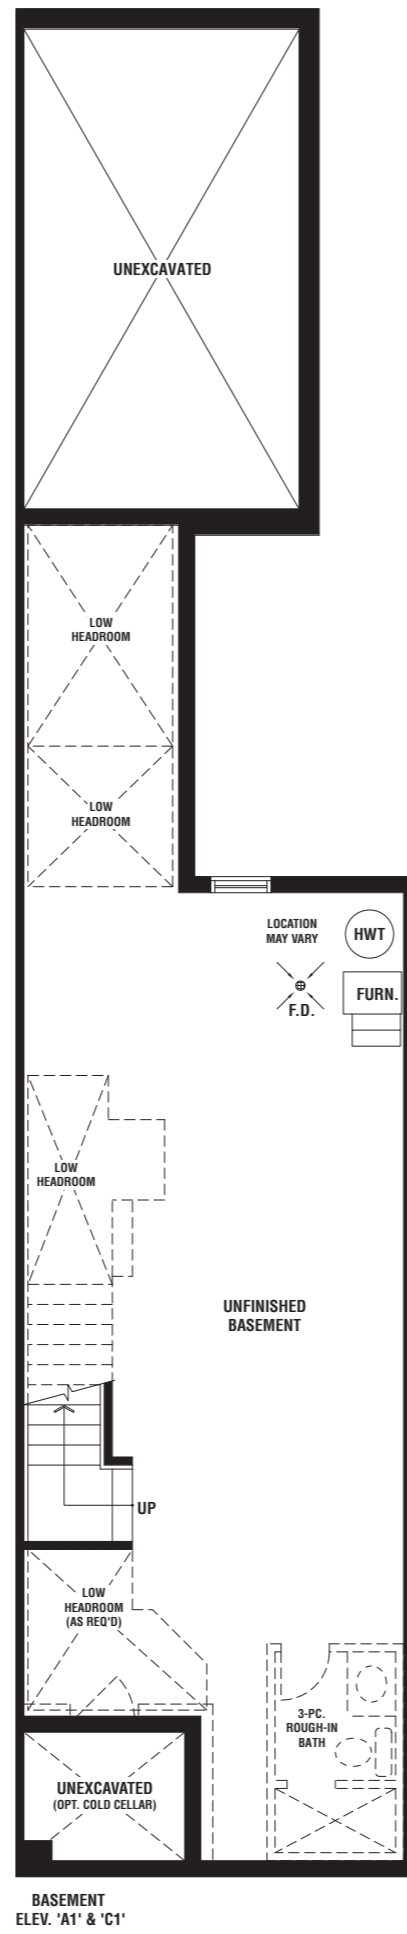 UNEXCAVATED
LOW
HEADROOM
LOW
HEADROOM
LOCATION
MAY VARY
HWT
F.D.
FURN.
LOW
HEADROOM
UNFINISHED
BASEMENT
UP
LOW
HEADROOM
(AS REQ'D)
3-PC.
ROUGH-IN
BATH
UNEXCAVATED
(OPT. COLD CELLAR)
BASEMENT
ELEV. 'A1' & 'C1'